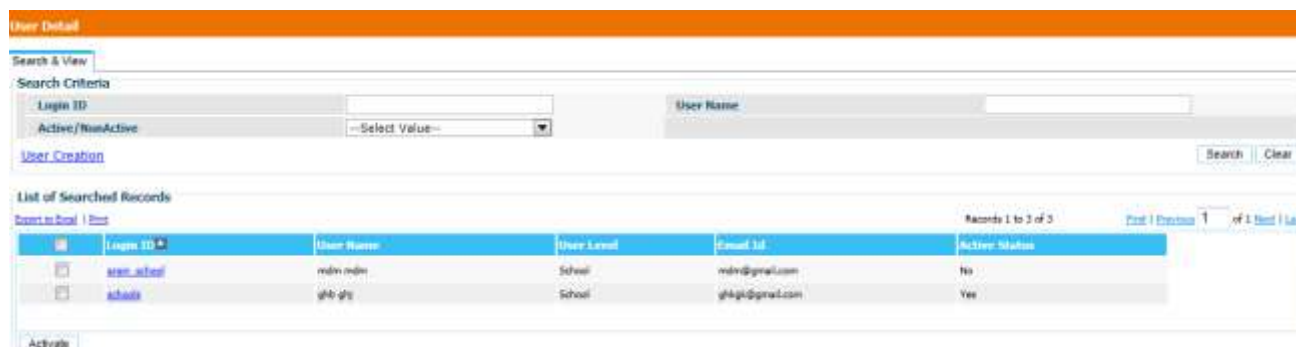 User Detail
Search & View
Search Criteria
Login ID User Name
Active/NonActive --Select Value--
User Creation Search Clear
List of Searched Records
Export to Excel | Print Records 1 to 3 of 3 First | Previous 1 of 1 Next | La
Login ID User Name User Level Email Id Active Status
mdm mdm School mdm@gmail.com No
schools School Yes
Activate